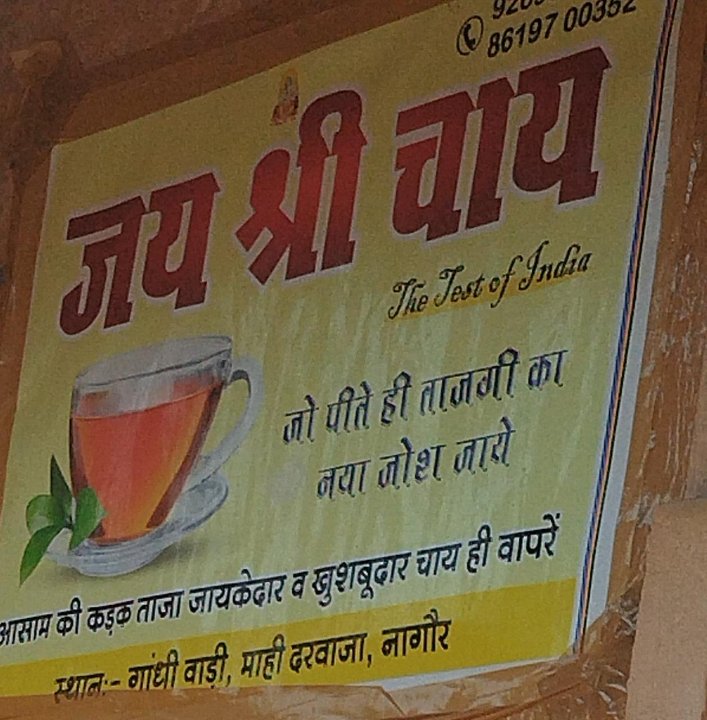 86197 00352
जय श्री चाय
The Test of India
जो पीते ही ताजगी का
नया जोश जाये
आसाम की कड़क ताजा जायकेदार व खुशबूदार चाय ही वापरें
स्थान:- गांधी वाड़ी, माही दरवाजा, नागौर